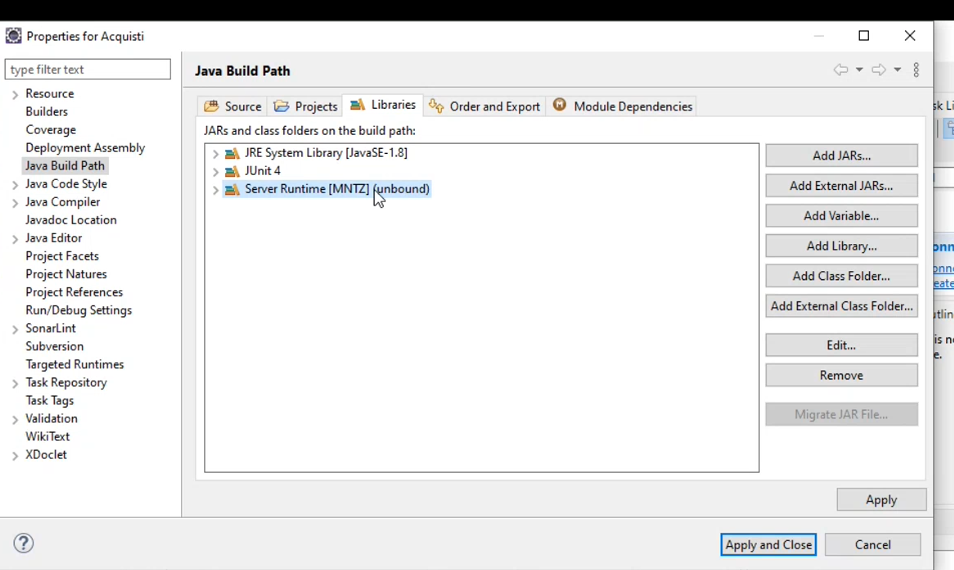 Properties for Acquisti
type filter text
Resource
Builders
Coverage
Deployment Assembly
Java Build Path
Java Code Style
Java Compiler
Javadoc Location
Java Editor
Project Facets
Project Natures
Project References
Run/Debug Settings
SonarLint
Subversion
Targeted Runtimes
Task Repository
Task Tags
Validation
WikiText
XDoclet
Java Build Path
Source
Projects
Libraries
Order and Export
Module Dependencies
JARs and class folders on the build path:
JRE System Library [JavaSE-1.8]
JUnit 4
Server Runtime [MNTZ] (unbound)
Add JARs...
Add External JARs...
Add Variable...
Add Library...
Add Class Folder...
Add External Class Folder...
Edit...
Remove
Migrate JAR File...
Apply
Apply and Close
Cancel